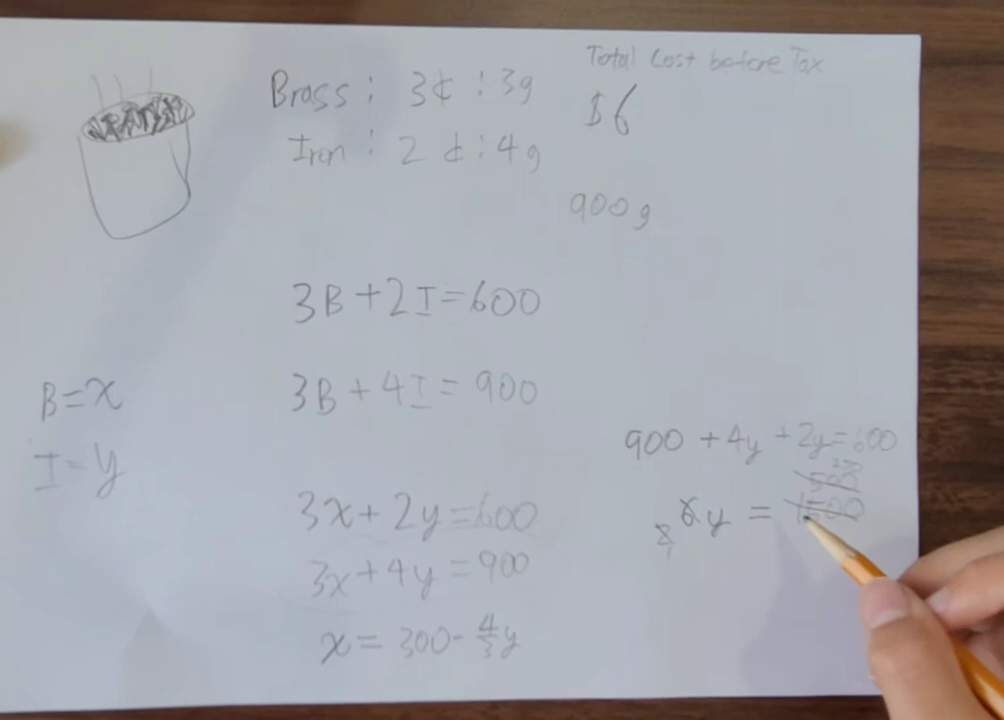 Total Cost before Tax
Brass : 3¢ : 3g
$6
Iron : 2 ¢ : 4g
900g
3B + 2I = 600
B = x
3B + 4I = 900
I = y
900 + 4y + 2y = 600
3x + 2y = 600
6y =
3x + 4y = 900
x = 300 - 4/3 y